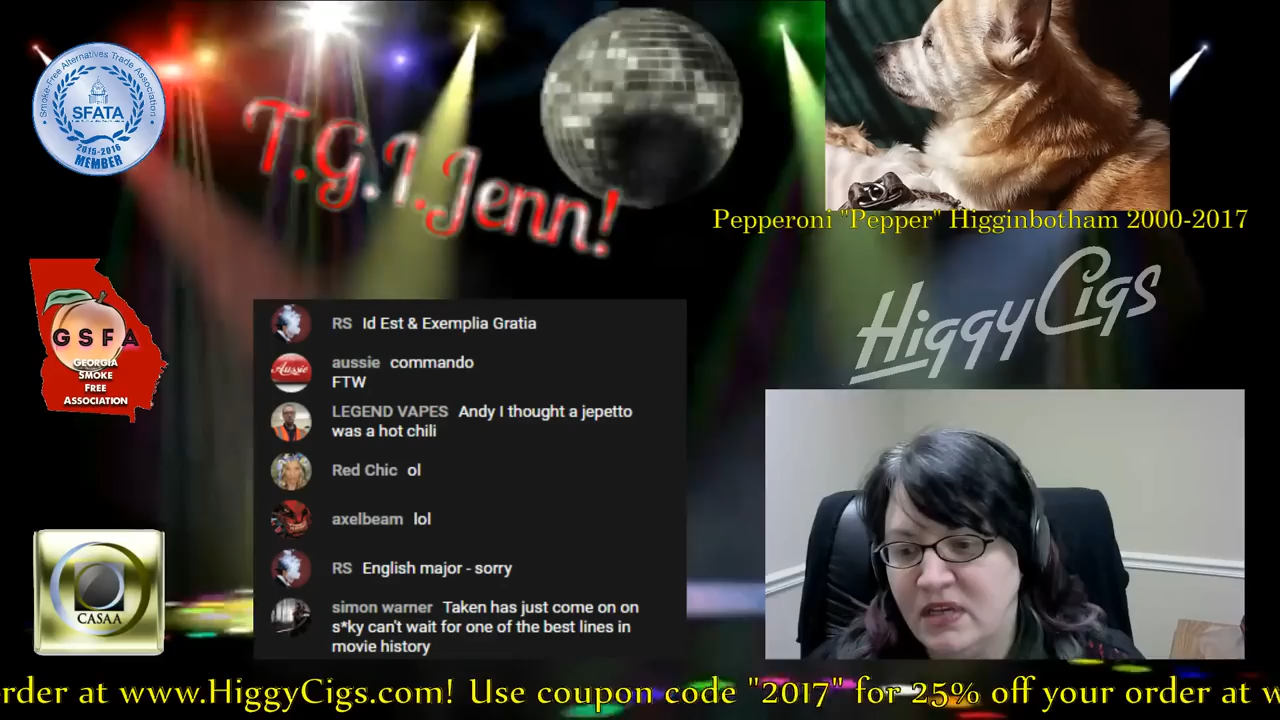 Smoke-Free Alternatives Trade Association
SFATA
2015-2016
MEMBER
T.G.I.Jenn!
Pepperoni "Pepper" Higginbotham 2000-2017
HiggyCigs
GSFA
GEORGIA
SMOKE
FREE
ASSOCIATION
CASAA
RS Id Est & Exemplia Gratia
aussie commando
FTW
Aussie
LEGEND VAPES Andy I thought a jepetto
was a hot chili
Red Chic ol
axelbeam lol
RS English major - sorry
simon warner Taken has just come on on
s*ky can't wait for one of the best lines in
movie history
order at www.HiggyCigs.com! Use coupon code "2017" for 25% off your order at w